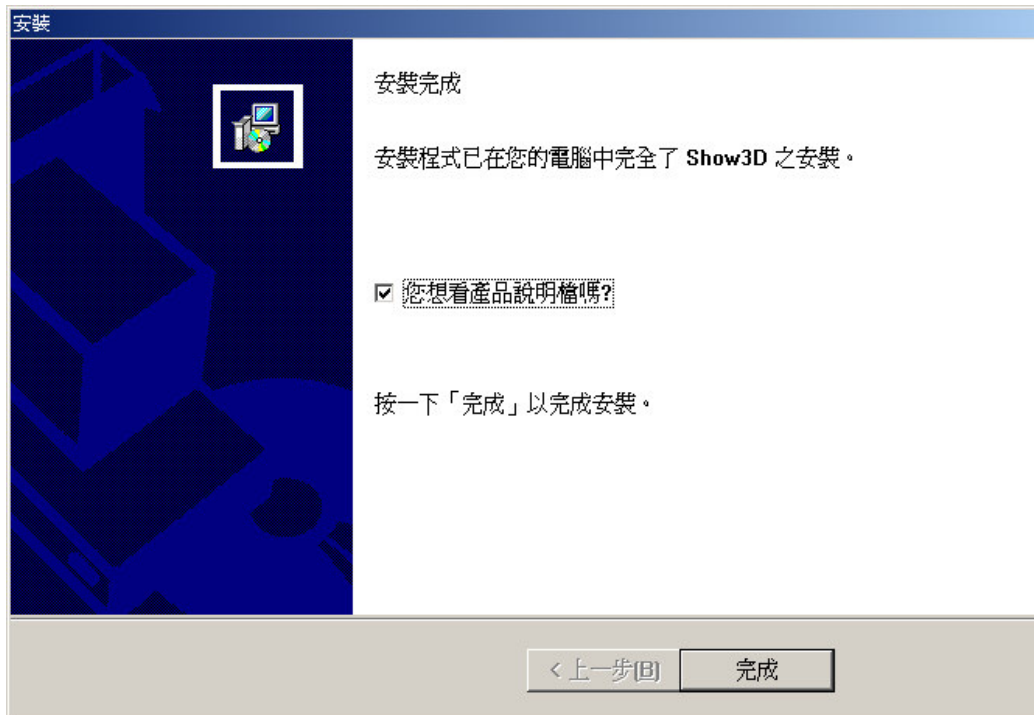 安裝
安裝完成
安裝程式已在您的電腦中完全了 Show3D 之安裝。
您想看產品說明檔嗎?
按一下「完成」以完成安裝。
< 上一步(B)
完成